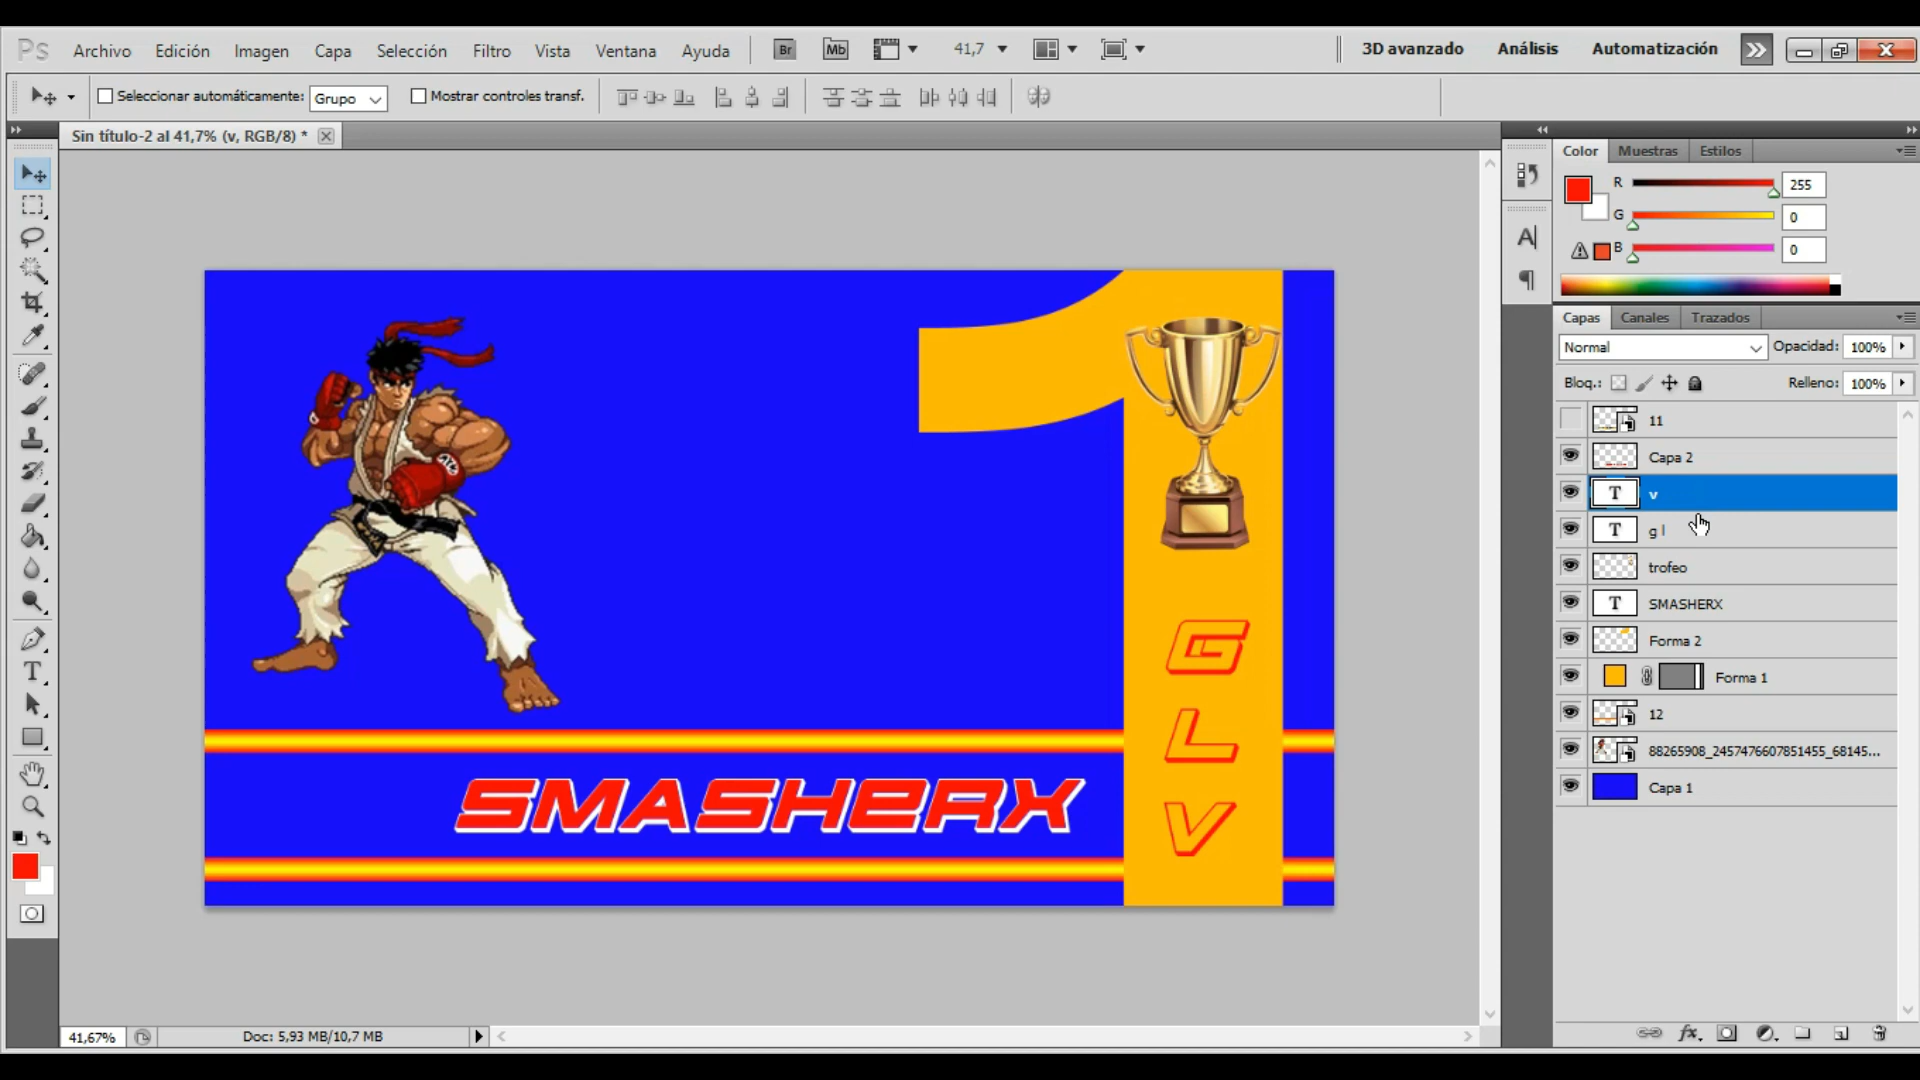 Ps Archivo Edición Imagen Capa Selección Filtro Vista Ventana Ayuda Br Mb 41,7 3D avanzado Análisis Automatización
Seleccionar automáticamente: Grupo Mostrar controles transf.
Sin título-2 al 41,7% (v, RGB/8) *
Color Muestras Estilos
R 255
G 0
B 0
Capas Canales Trazados
Normal Opacidad: 100%
Bloq.: Relleno: 100%
11
Capa 2
T v
T g l
trofeo
T SMASHERX
Forma 2
Forma 1
12
88265908_2457476607851455_68145...
Capa 1
G
L
V
SMASHERX
41,67% Doc: 5,93 MB/10,7 MB